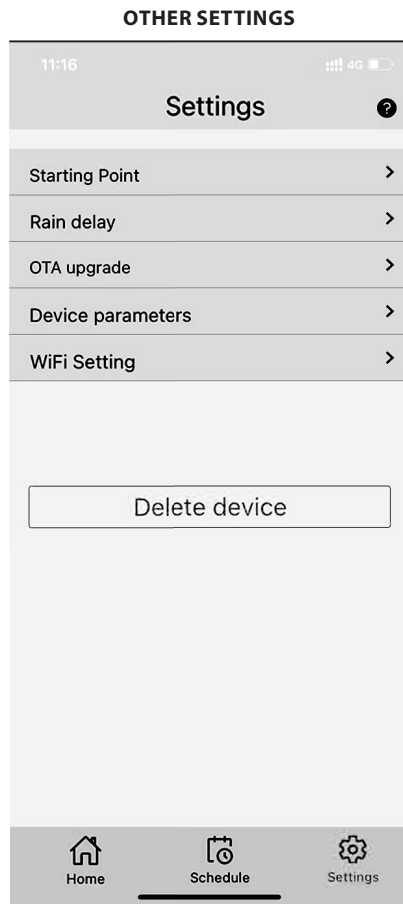 OTHER SETTINGS
11:16
4G
Settings
?
Starting Point
Rain delay
OTA upgrade
Device parameters
WiFi Setting
Delete device
Home
Schedule
Settings